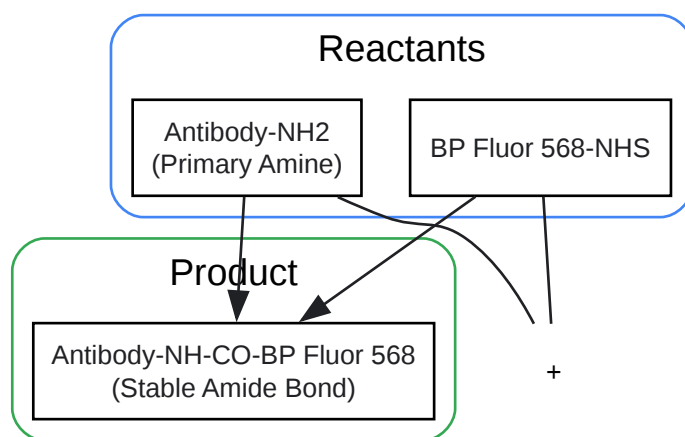 Reactants
Antibody-NH2
(Primary Amine)
BP Fluor 568-NHS
Product
Antibody-NH-CO-BP Fluor 568
(Stable Amide Bond)
+